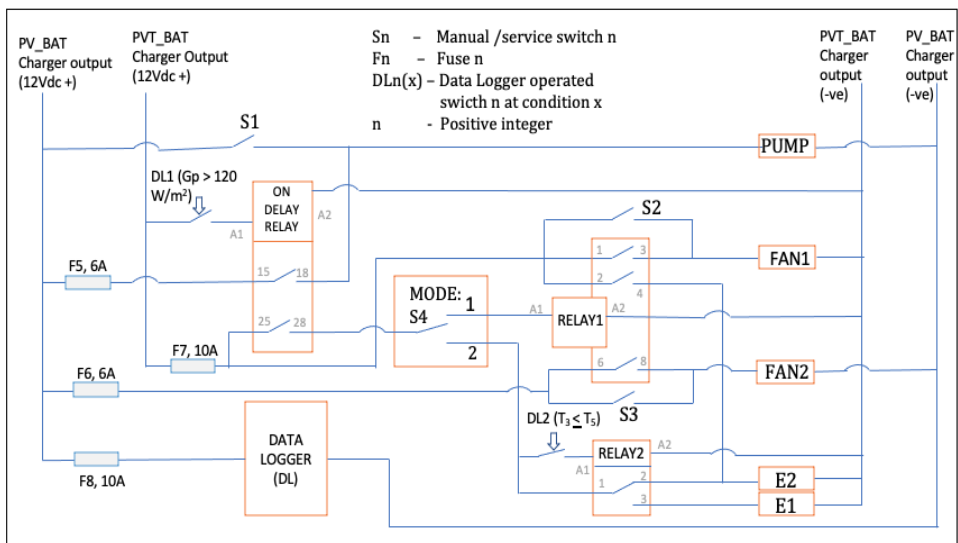 PV_BAT
Charger output
(12Vdc +)
PVT_BAT
Charger Output
(12Vdc +)
Sn – Manual /service switch n
Fn – Fuse n
DLn(x) – Data Logger operated
swicth n at condition x
n - Positive integer
PVT_BAT
Charger
output
(-ve)
PV_BAT
Charger
output
(-ve)
S1
PUMP
DL1 (Gp > 120
W/m²)
ON
DELAY
RELAY
A1
A2
S2
1
3
FAN1
F5, 6A
15
18
2
4
MODE:
1
S4
2
A1
RELAY1
A2
25
28
F7, 10A
6
8
FAN2
F6, 6A
S3
DL2 (T₃ ≤ T₅)
DATA
LOGGER
(DL)
F8, 10A
RELAY2
A2
A1
1
2
3
E2
E1